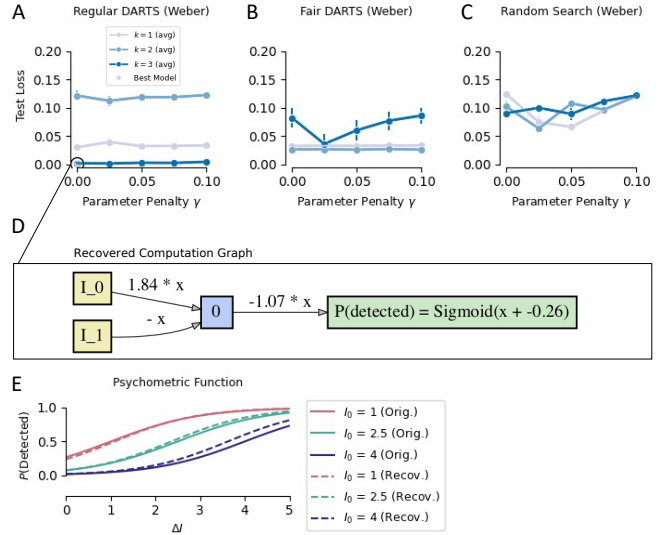 A
Regular DARTS (Weber)
B
Fair DARTS (Weber)
C
Random Search (Weber)
Test Loss
0.20
0.15
0.10
0.05
0.00
k = 1 (avg)
k = 2 (avg)
k = 3 (avg)
Best Model
0.00
0.05
0.10
Parameter Penalty γ
0.20
0.15
0.10
0.05
0.00
0.00
0.05
0.10
Parameter Penalty γ
0.20
0.15
0.10
0.05
0.00
0.00
0.05
0.10
Parameter Penalty γ
D
Recovered Computation Graph
I_0
1.84 * x
I_1
- x
0
-1.07 * x
P(detected) = Sigmoid(x + -0.26)
E
Psychometric Function
P(Detected)
1.0
0.5
0.0
0
1
2
3
4
5
ΔI
I₀ = 1 (Orig.)
I₀ = 2.5 (Orig.)
I₀ = 4 (Orig.)
I₀ = 1 (Recov.)
I₀ = 2.5 (Recov.)
I₀ = 4 (Recov.)